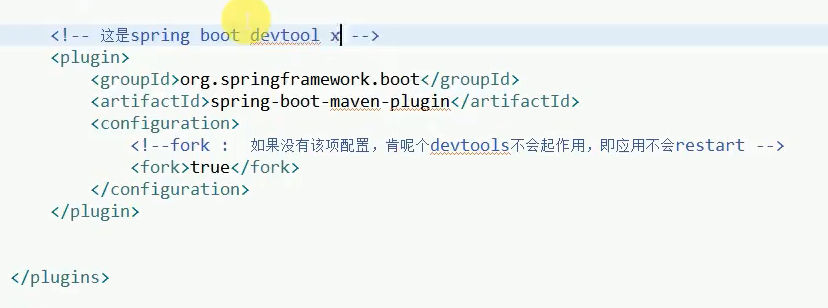 <!-- 这是spring boot devtool x -->
<plugin>
<groupId>org.springframework.boot</groupId>
<artifactId>spring-boot-maven-plugin</artifactId>
<configuration>
<!--fork :  如果没有该项配置，肯呢个devtools不会起作用，即应用不会restart -->
<fork>true</fork>
</configuration>
</plugin>
</plugins>